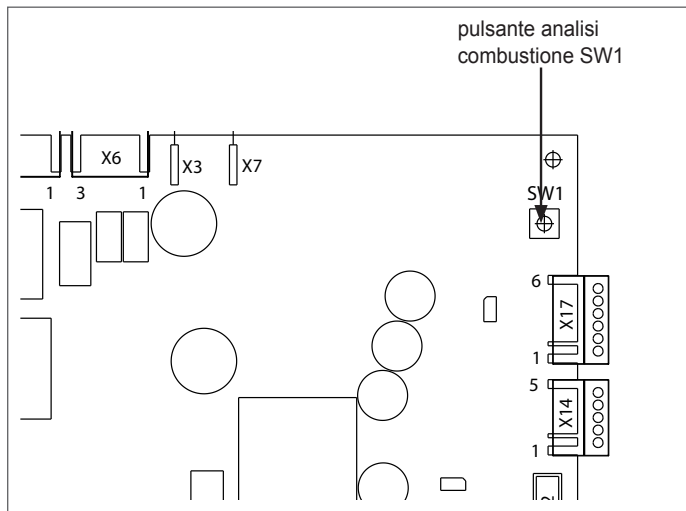 pulsante analisi
combustione SW1
X6
X3
X7
1 3 1
SW1
6
X17
1
5
X14
1